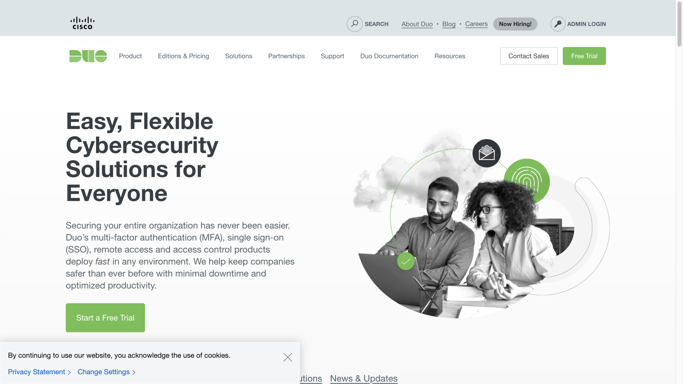 CISCO
SEARCH
About Duo • Blog • Careers
Now Hiring!
ADMIN LOGIN
DUO
Product
Editions & Pricing
Solutions
Partnerships
Support
Duo Documentation
Resources
Contact Sales
Free Trial
Easy, Flexible
Cybersecurity
Solutions for
Everyone
Securing your entire organization has never been easier.
Duo's multi-factor authentication (MFA), single sign-on
(SSO), remote access and access control products
deploy fast in any environment. We help keep companies
safer than ever before with minimal downtime and
optimized productivity.
Start a Free Trial
By continuing to use our website, you acknowledge the use of cookies.
Privacy Statement >
Change Settings >
News & Updates